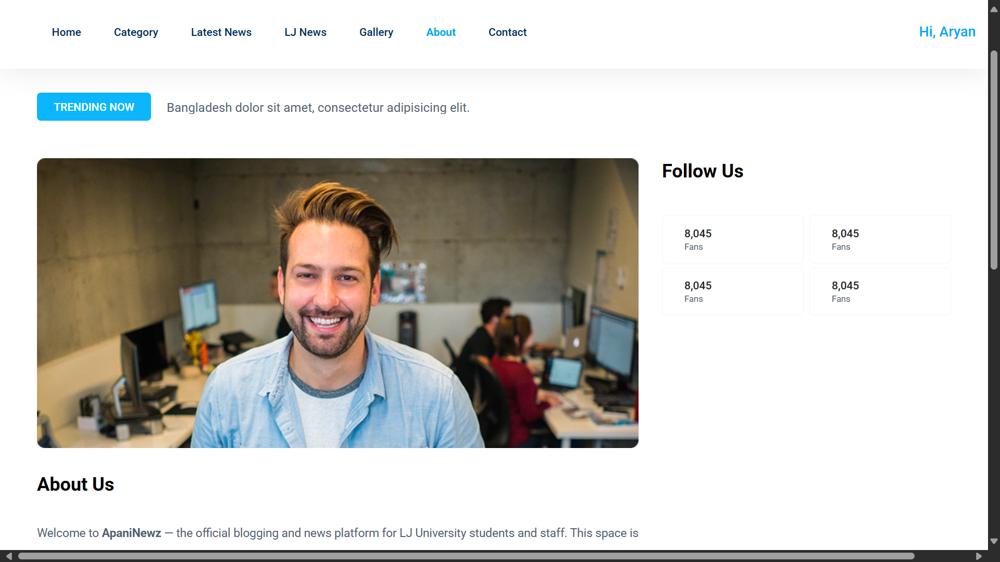 Home Category Latest News LJ News Gallery About Contact Hi, Aryan
TRENDING NOW Bangladesh dolor sit amet, consectetur adipisicing elit.
Follow Us
8,045 8,045
Fans Fans
8,045 8,045
Fans Fans
About Us
Welcome to ApaniNewz — the official blogging and news platform for LJ University students and staff. This space is